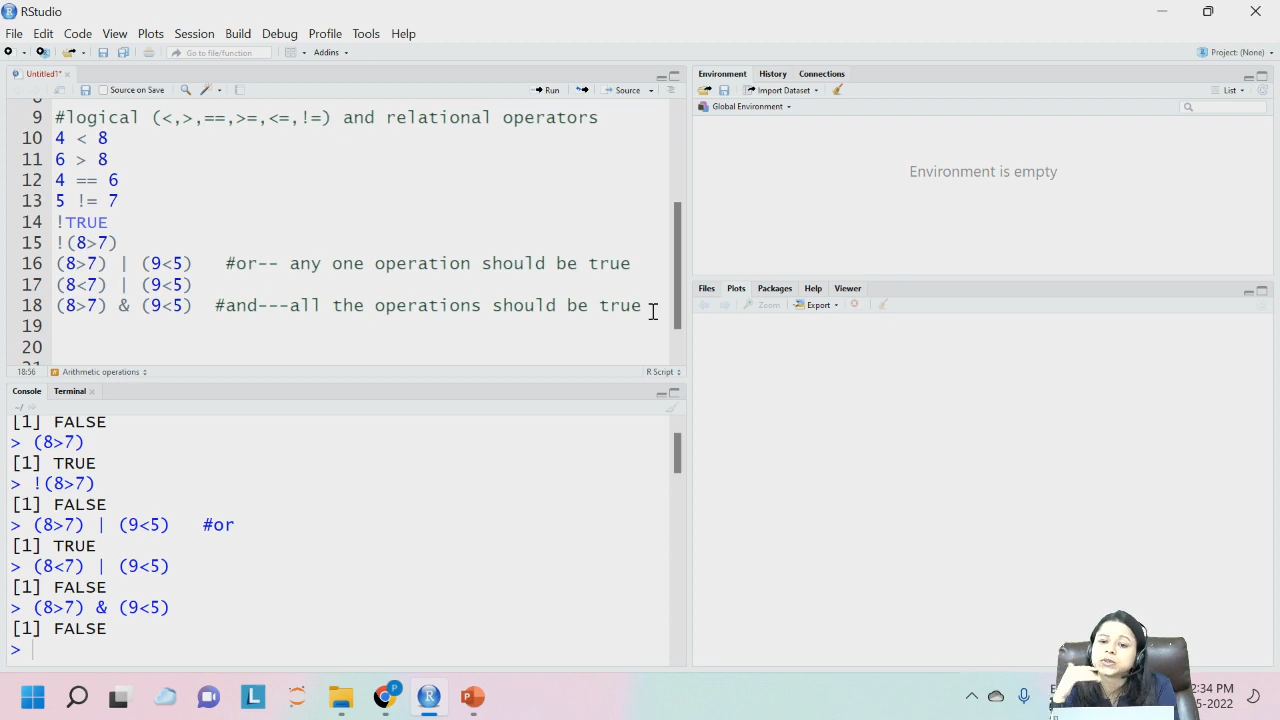 RStudio
File Edit Code View Plots Session Build Debug Profile Tools Help
Go to file/function Addins Project: (None)
Untitled1*
Source on Save Run Source
9 #logical (<,>,==,>=,<=,!=) and relational operators
10 4 < 8
11 6 > 8
12 4 == 6
13 5 != 7
14 !TRUE
15 !(8>7)
16 (8>7) | (9<5) #or-- any one operation should be true
17 (8<7) | (9<5)
18 (8>7) & (9<5) #and---all the operations should be true
19
20
18:56 Arithmetic operations R Script
Console Terminal
~/
[1] FALSE
> (8>7)
[1] TRUE
> !(8>7)
[1] FALSE
> (8>7) | (9<5) #or
[1] TRUE
> (8<7) | (9<5)
[1] FALSE
> (8>7) & (9<5)
[1] FALSE
>
Environment History Connections
Import Dataset List
Global Environment
Environment is empty
Files Plots Packages Help Viewer
Zoom Export
2:34 PM
-2022